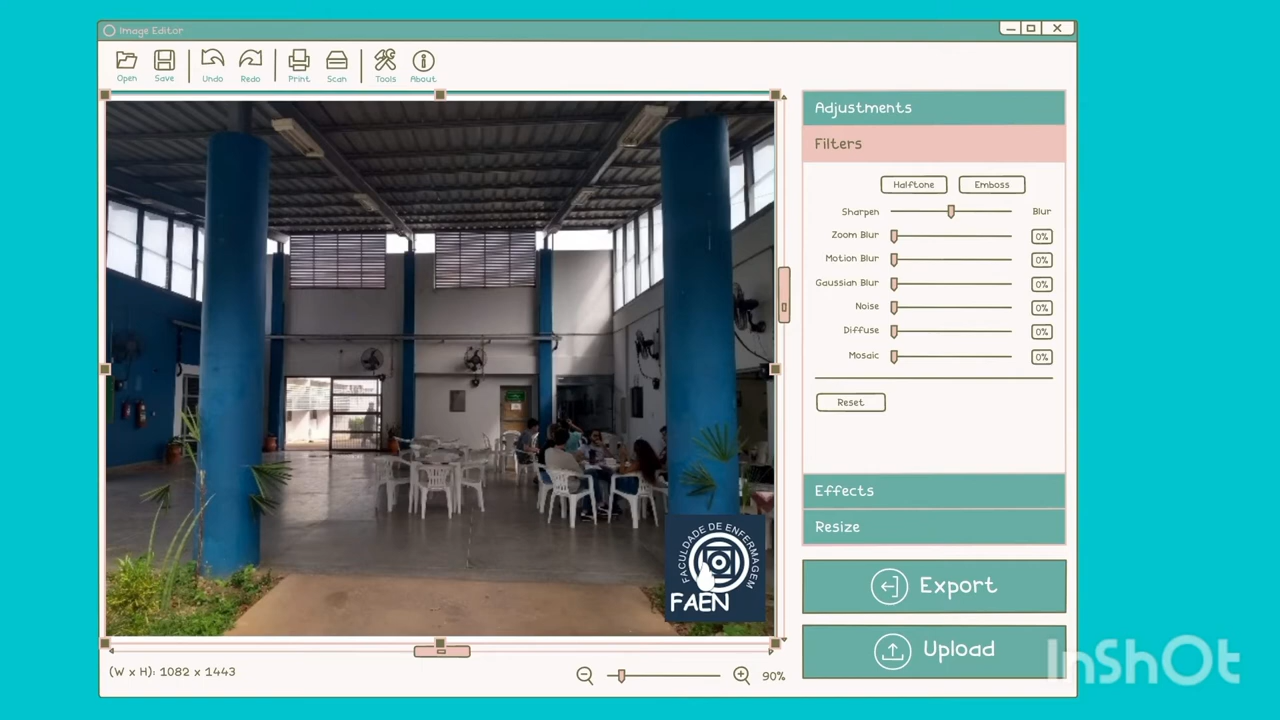 Image Editor
Open
Save
Undo
Redo
Print
Scan
Tools
About
Adjustments
Filters
Halftone
Emboss
Sharpen
Blur
Zoom Blur
0%
Motion Blur
0%
Gaussian Blur
0%
Noise
0%
Diffuse
0%
Mosaic
0%
Reset
Effects
Resize
Export
Upload
FACULDADE DE ENFERMAGEM
FAEN
(W x H): 1082 x 1443
90%
InShOt